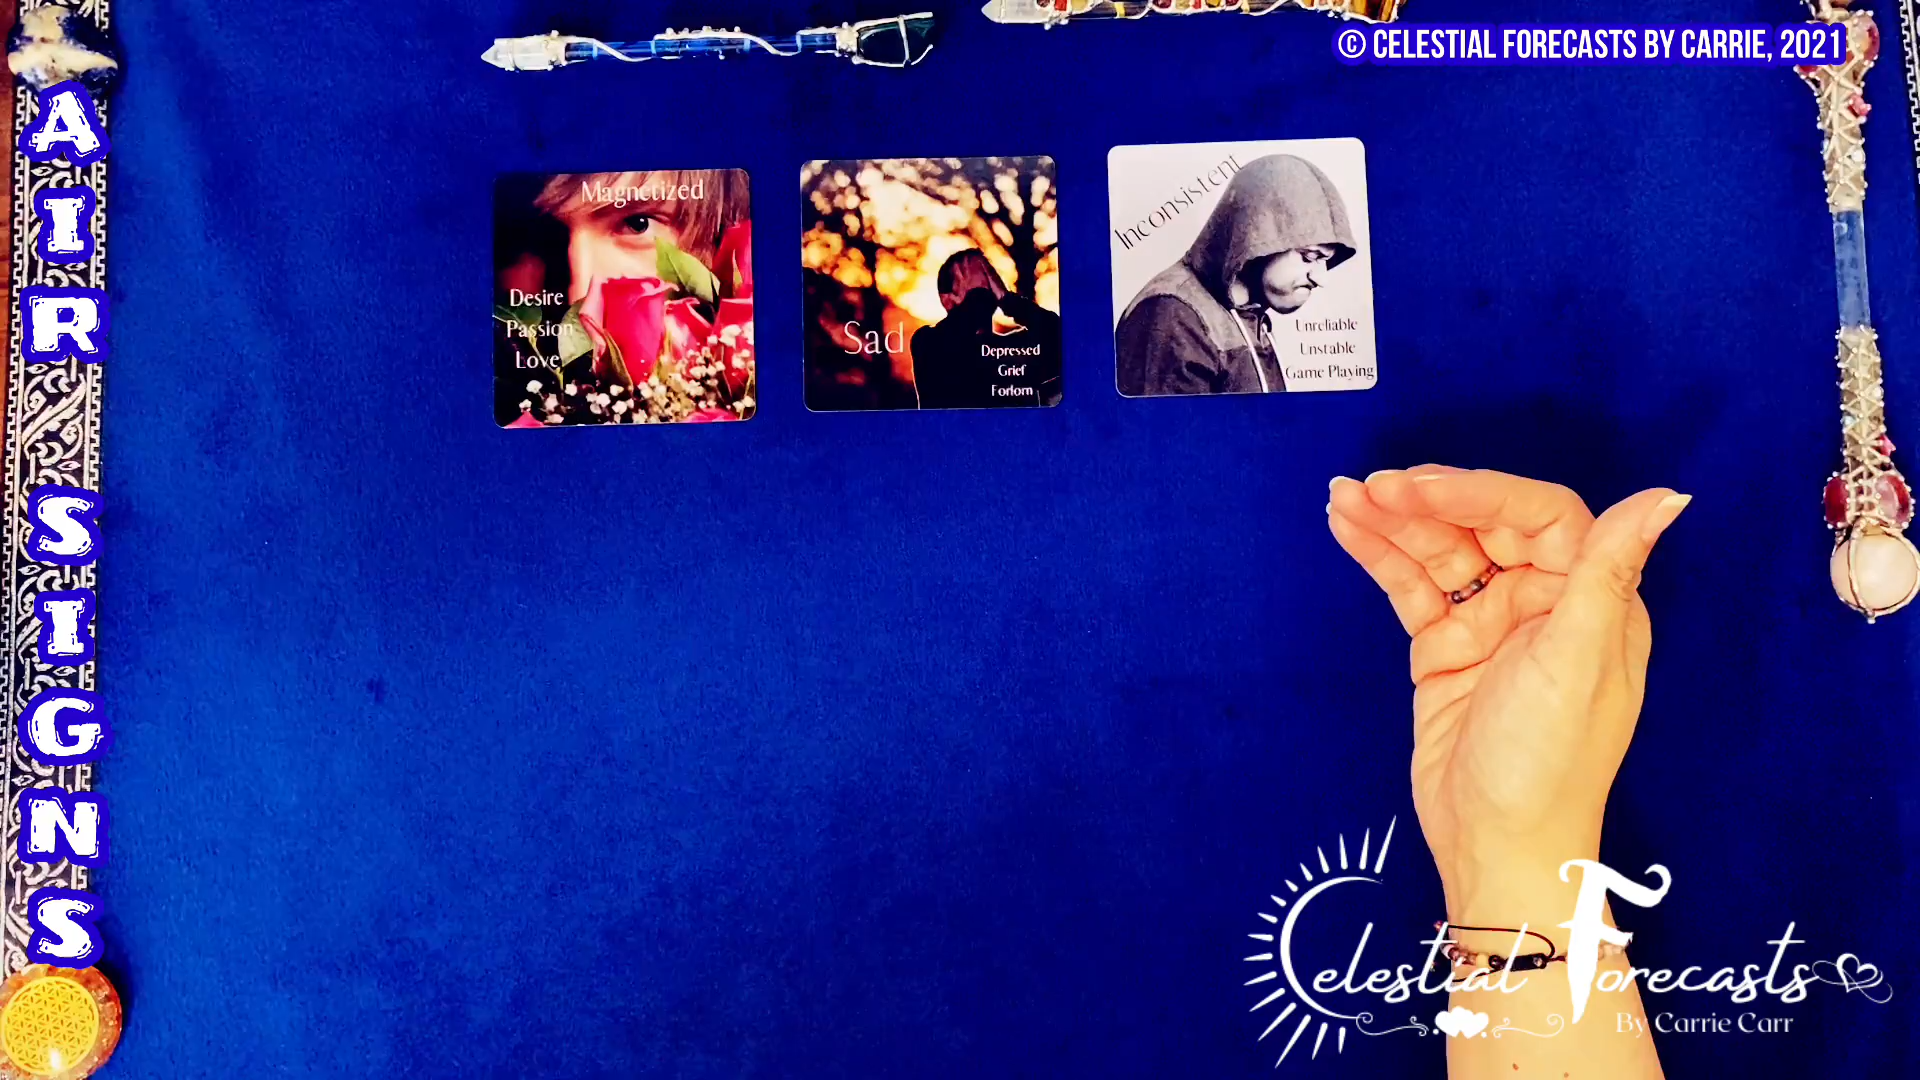 © CELESTIAL FORECASTS BY CARRIE, 2021
AIR SIGNS
Magnetized
Desire
Passion
Love
Sad
Depressed
Grief
Forlorn
Inconsistent
Unreliable
Unstable
Game Playing
Celestial Forecasts
By Carrie Carr